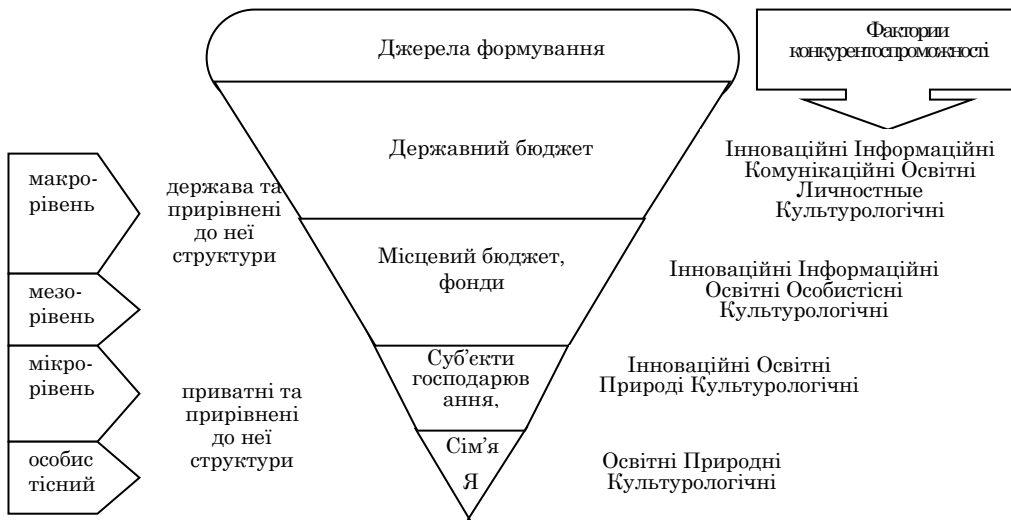 Джерела формування
Фактории
конкурентоспроможності
Державний бюджет
Інноваційні Інформаційні
Комунікаційні Освітні
Личностные
Культурологічні
макро-
рівень
держава та
прирівнені
до неї
структури
Місцевий бюджет,
фонди
Інноваційні Інформаційні
Освітні Особистісні
Культурологічні
мезо-
рівень
мікро-
рівень
приватні та
прирівнені
до неї
структури
Суб’єкти
господарюв
ання,
Інноваційні Освітні
Природі Культурологічні
особис
тісний
Сім’я
Я
Освітні Природні
Культурологічні